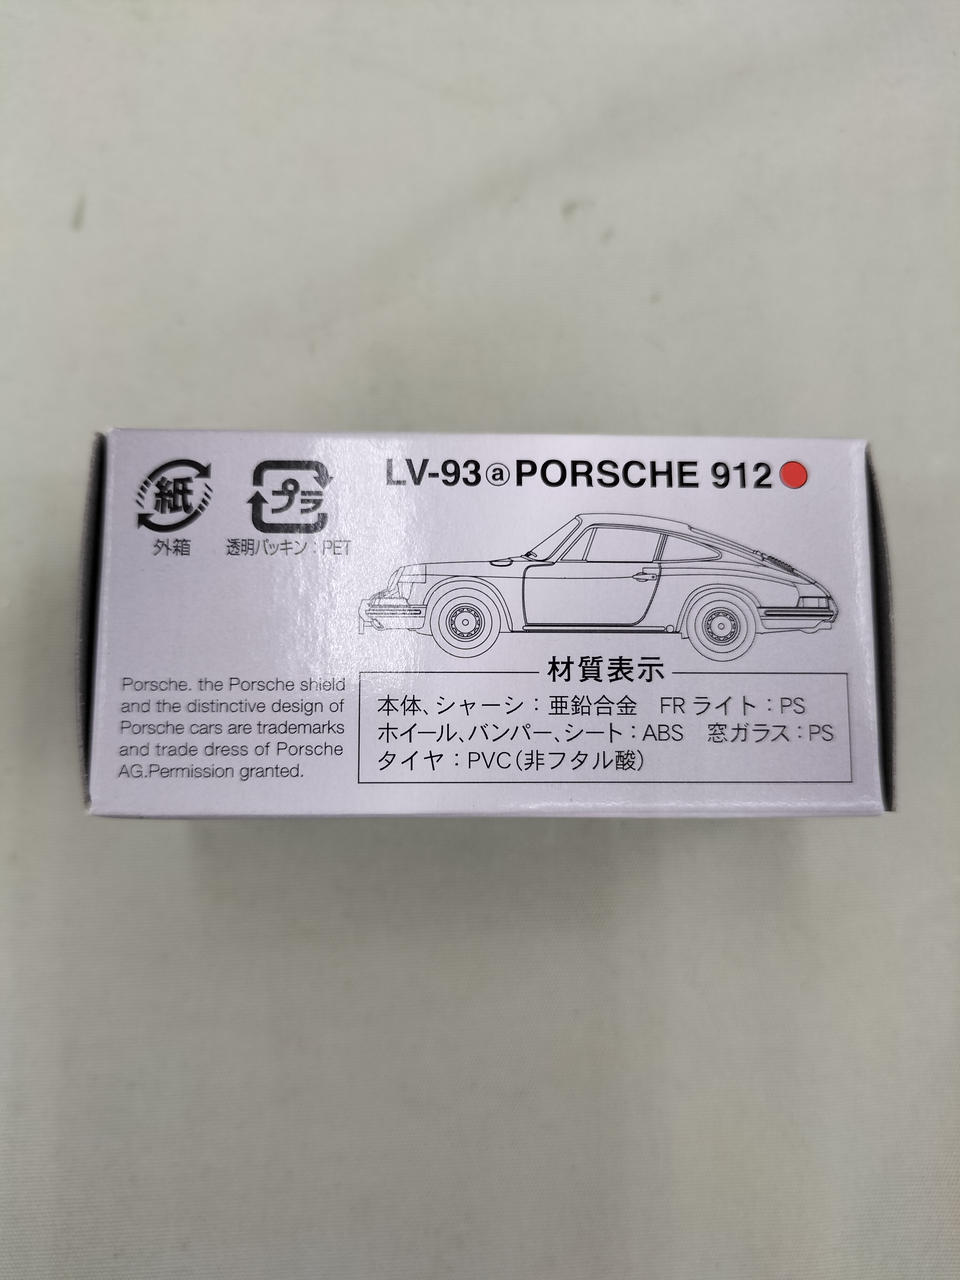 LV-93ⓐPORSCHE 912
紙
プラ
外箱
透明パッキン：PET
Porsche. the Porsche shield
and the distinctive design of
Porsche cars are trademarks
and trade dress of Porsche
AG.Permission granted.
材質表示
本体、シャーシ：亜鉛合金　FRライト：PS
ホイール、バンパー、シート：ABS　窓ガラス：PS
タイヤ：PVC（非フタル酸）